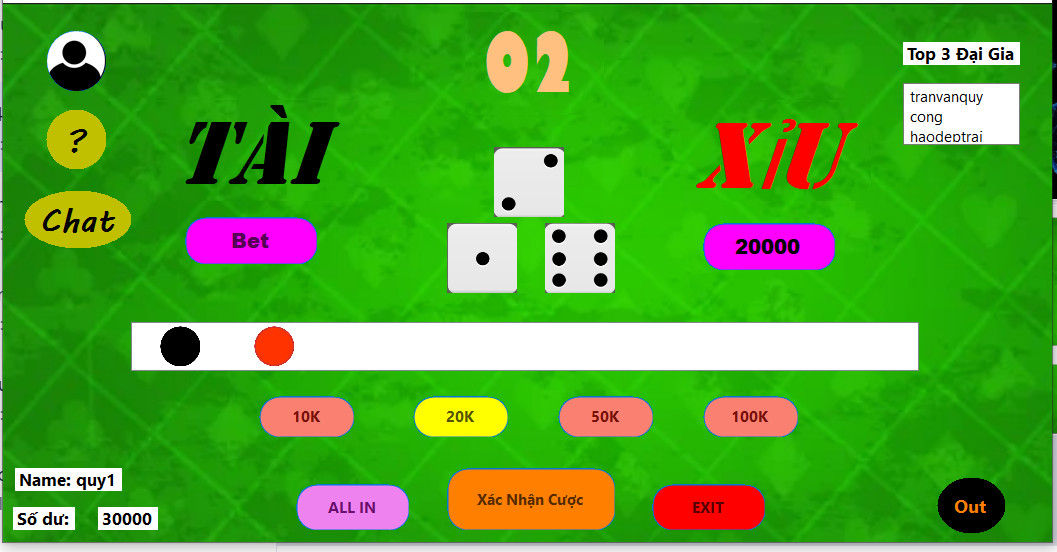 02
Top 3 Đại Gia
tranvanquy
cong
haodeptrai
?
Chat
TÀI
XỈU
Bet
20000
10K
20K
50K
100K
Name: quy1
Số dư:
30000
ALL IN
Xác Nhận Cược
EXIT
Out